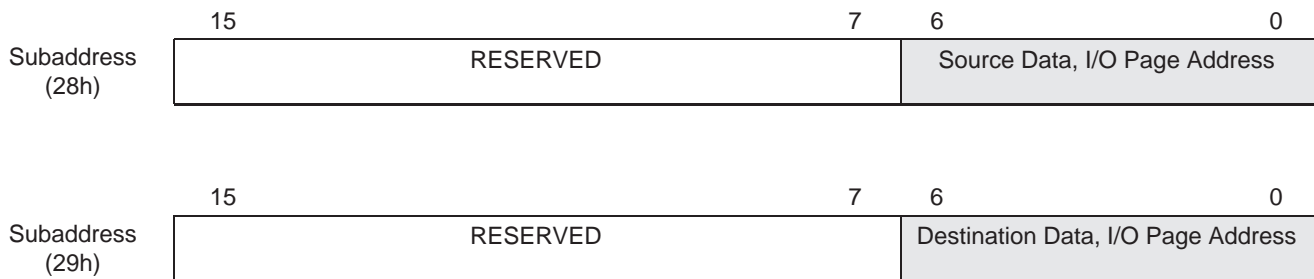 15 7 6 0
Subaddress
(28h)
RESERVED
Source Data, I/O Page Address
15 7 6 0
Subaddress
(29h)
RESERVED
Destination Data, I/O Page Address